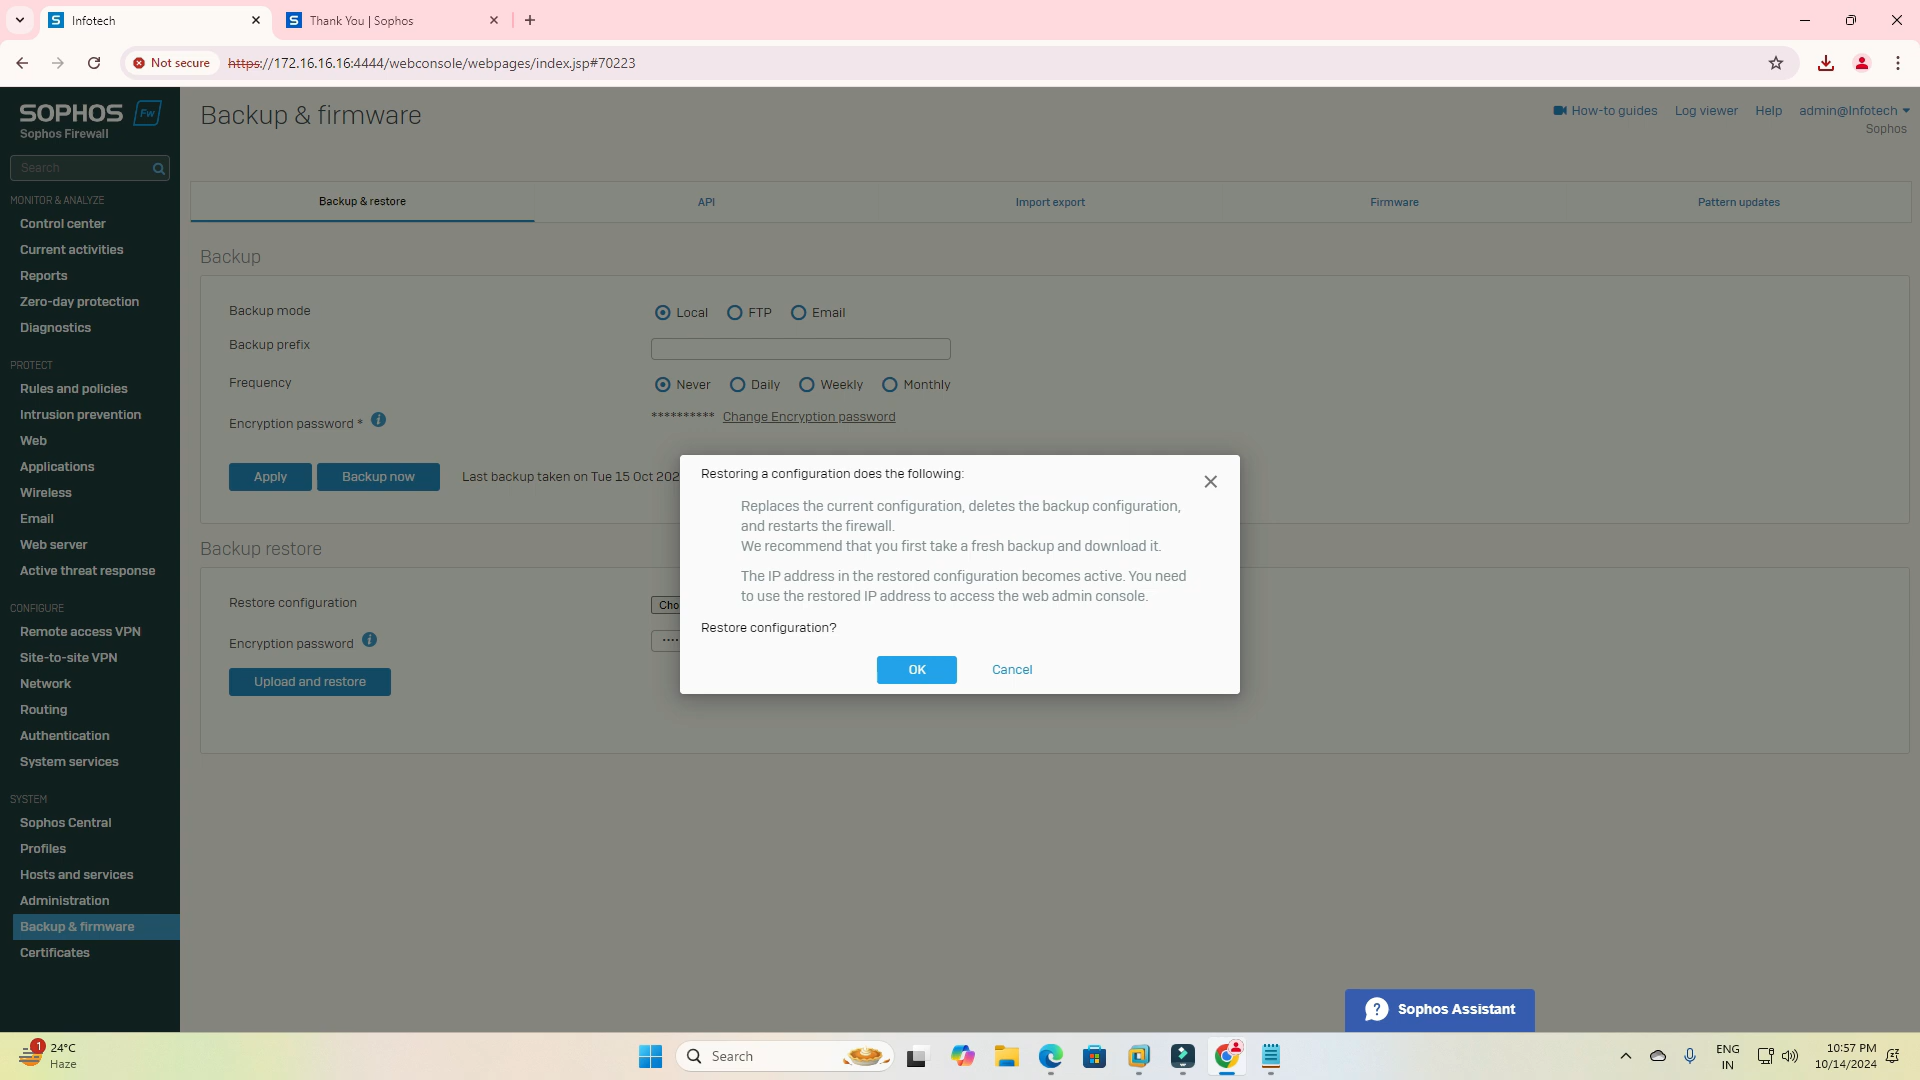 Infotech
Thank You | Sophos
Not secure
https://172.16.16.16:4444/webconsole/webpages/index.jsp#70223
SOPHOS Fw
Sophos Firewall
Search
MONITOR & ANALYZE
Control center
Current activities
Reports
Zero-day protection
Diagnostics
PROTECT
Rules and policies
Intrusion prevention
Web
Applications
Wireless
Email
Web server
Active threat response
CONFIGURE
Remote access VPN
Site-to-site VPN
Network
Routing
Authentication
System services
SYSTEM
Sophos Central
Profiles
Hosts and services
Administration
Backup & firmware
Certificates
Backup & firmware
How-to guides Log viewer Help admin@Infotech
Sophos
Backup & restore API Import export Firmware Pattern updates
Backup
Backup mode Local FTP Email
Backup prefix
Frequency Never Daily Weekly Monthly
Encryption password * ********** Change Encryption password
Apply Backup now Last backup taken on Tue 15 Oct 202
Backup restore
Restore configuration Cho
Encryption password ····
Upload and restore
Restoring a configuration does the following:
Replaces the current configuration, deletes the backup configuration,
and restarts the firewall.
We recommend that you first take a fresh backup and download it.
The IP address in the restored configuration becomes active. You need
to use the restored IP address to access the web admin console.
Restore configuration?
OK Cancel
? Sophos Assistant
1 24°C
Haze
Search
ENG
IN
10:57 PM
10/14/2024